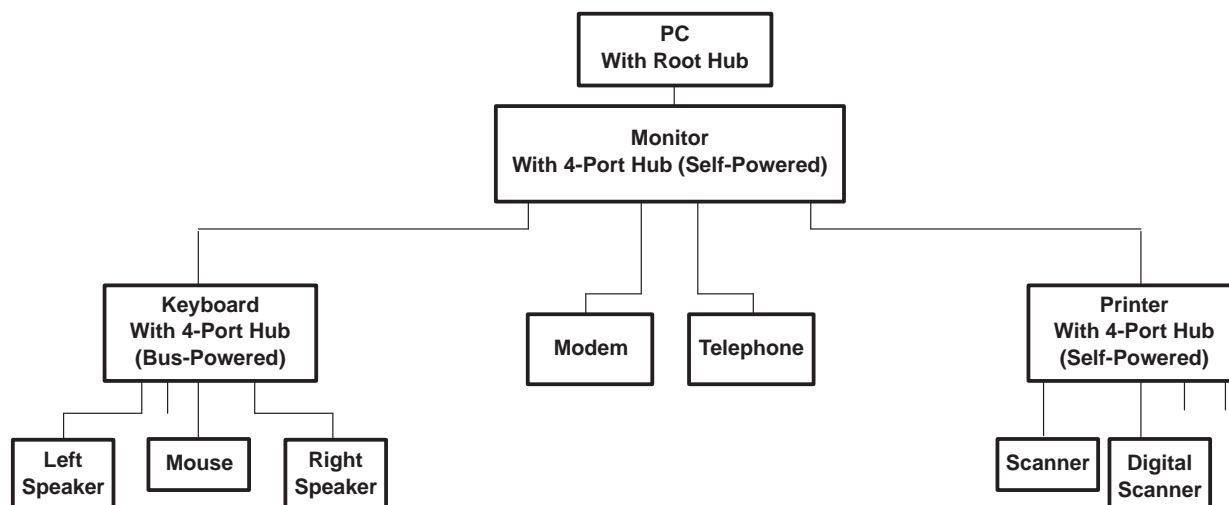 PC
With Root Hub
Monitor
With 4-Port Hub (Self-Powered)
Keyboard
With 4-Port Hub
(Bus-Powered)
Modem
Telephone
Printer
With 4-Port Hub
(Self-Powered)
Left
Speaker
Mouse
Right
Speaker
Scanner
Digital
Scanner